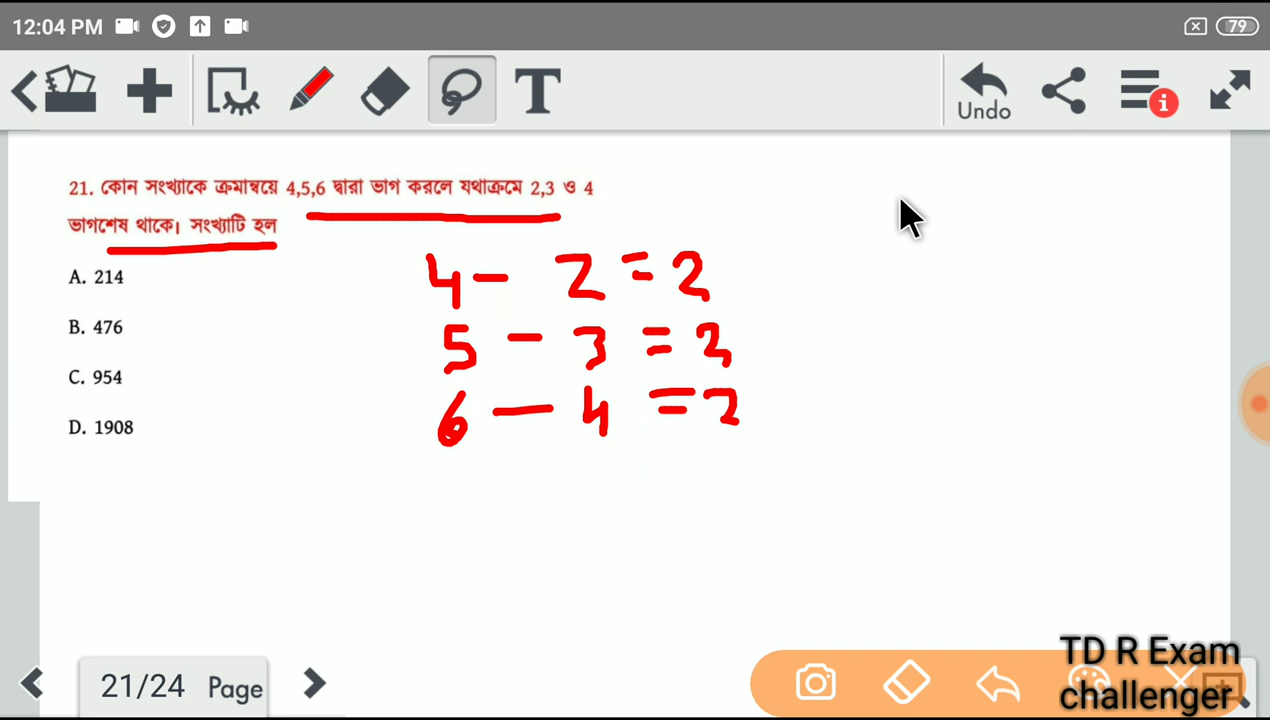 12:04 PM
79
T
Undo
i
21. কোন সংখ্যাকে ক্রমান্বয়ে 4,5,6 দ্বারা ভাগ করলে যথাক্রমে 2,3 ও 4
ভাগশেষ থাকে। সংখ্যাটি হল
A. 214
B. 476
C. 954
D. 1908
4 - 2 = 2
5 - 3 = 2
6 - 4 = 2
21/24 Page
TD R Exam
challenger